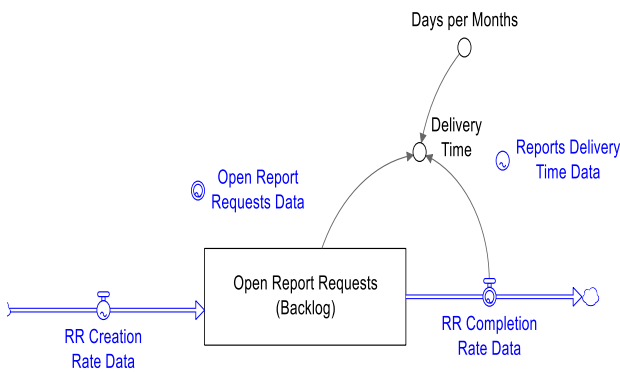 Days per Months
Delivery
Time
Reports Delivery
Time Data
Open Report
Requests Data
Open Report Requests
(Backlog)
RR Creation
Rate Data
RR Completion
Rate Data